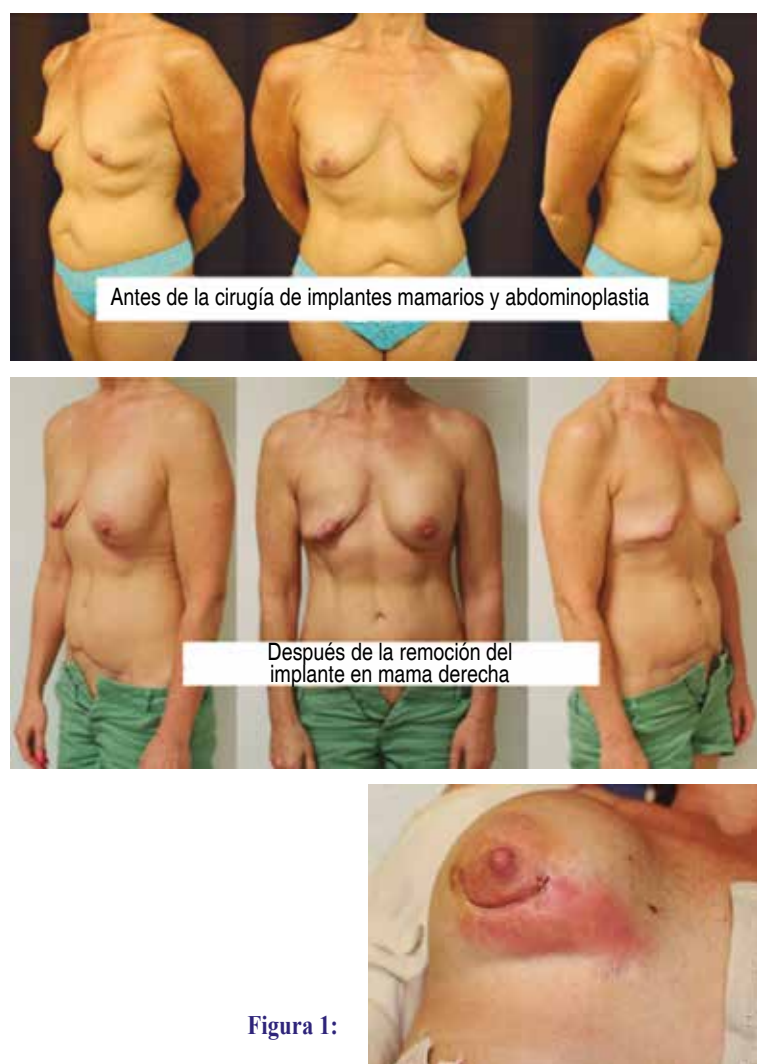 Antes de la cirugía de implantes mamarios y abdominoplastia
Después de la remoción del
implante en mama derecha
Figura 1: